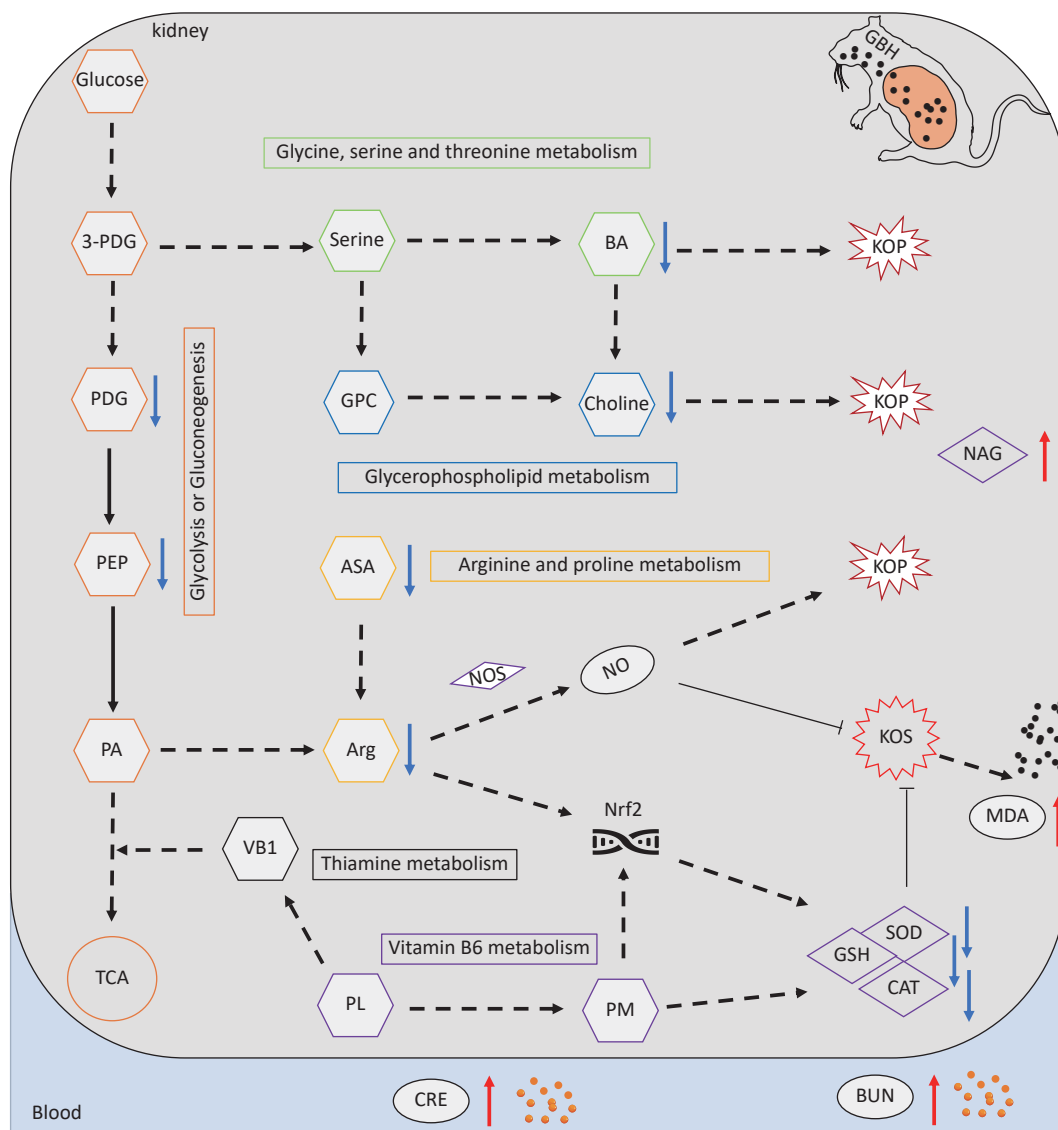 kidney
GBH
Glucose
Glycine, serine and threonine metabolism
3-PDG
Serine
BA
KOP
Glycolysis or Gluconeogenesis
PDG
GPC
Choline
KOP
NAG
Glycerophospholipid metabolism
PEP
ASA
Arginine and proline metabolism
KOP
NOS
NO
PA
Arg
KOS
MDA
Nrf2
VB1
Thiamine metabolism
Vitamin B6 metabolism
SOD
GSH
CAT
TCA
PL
PM
CRE
BUN
Blood